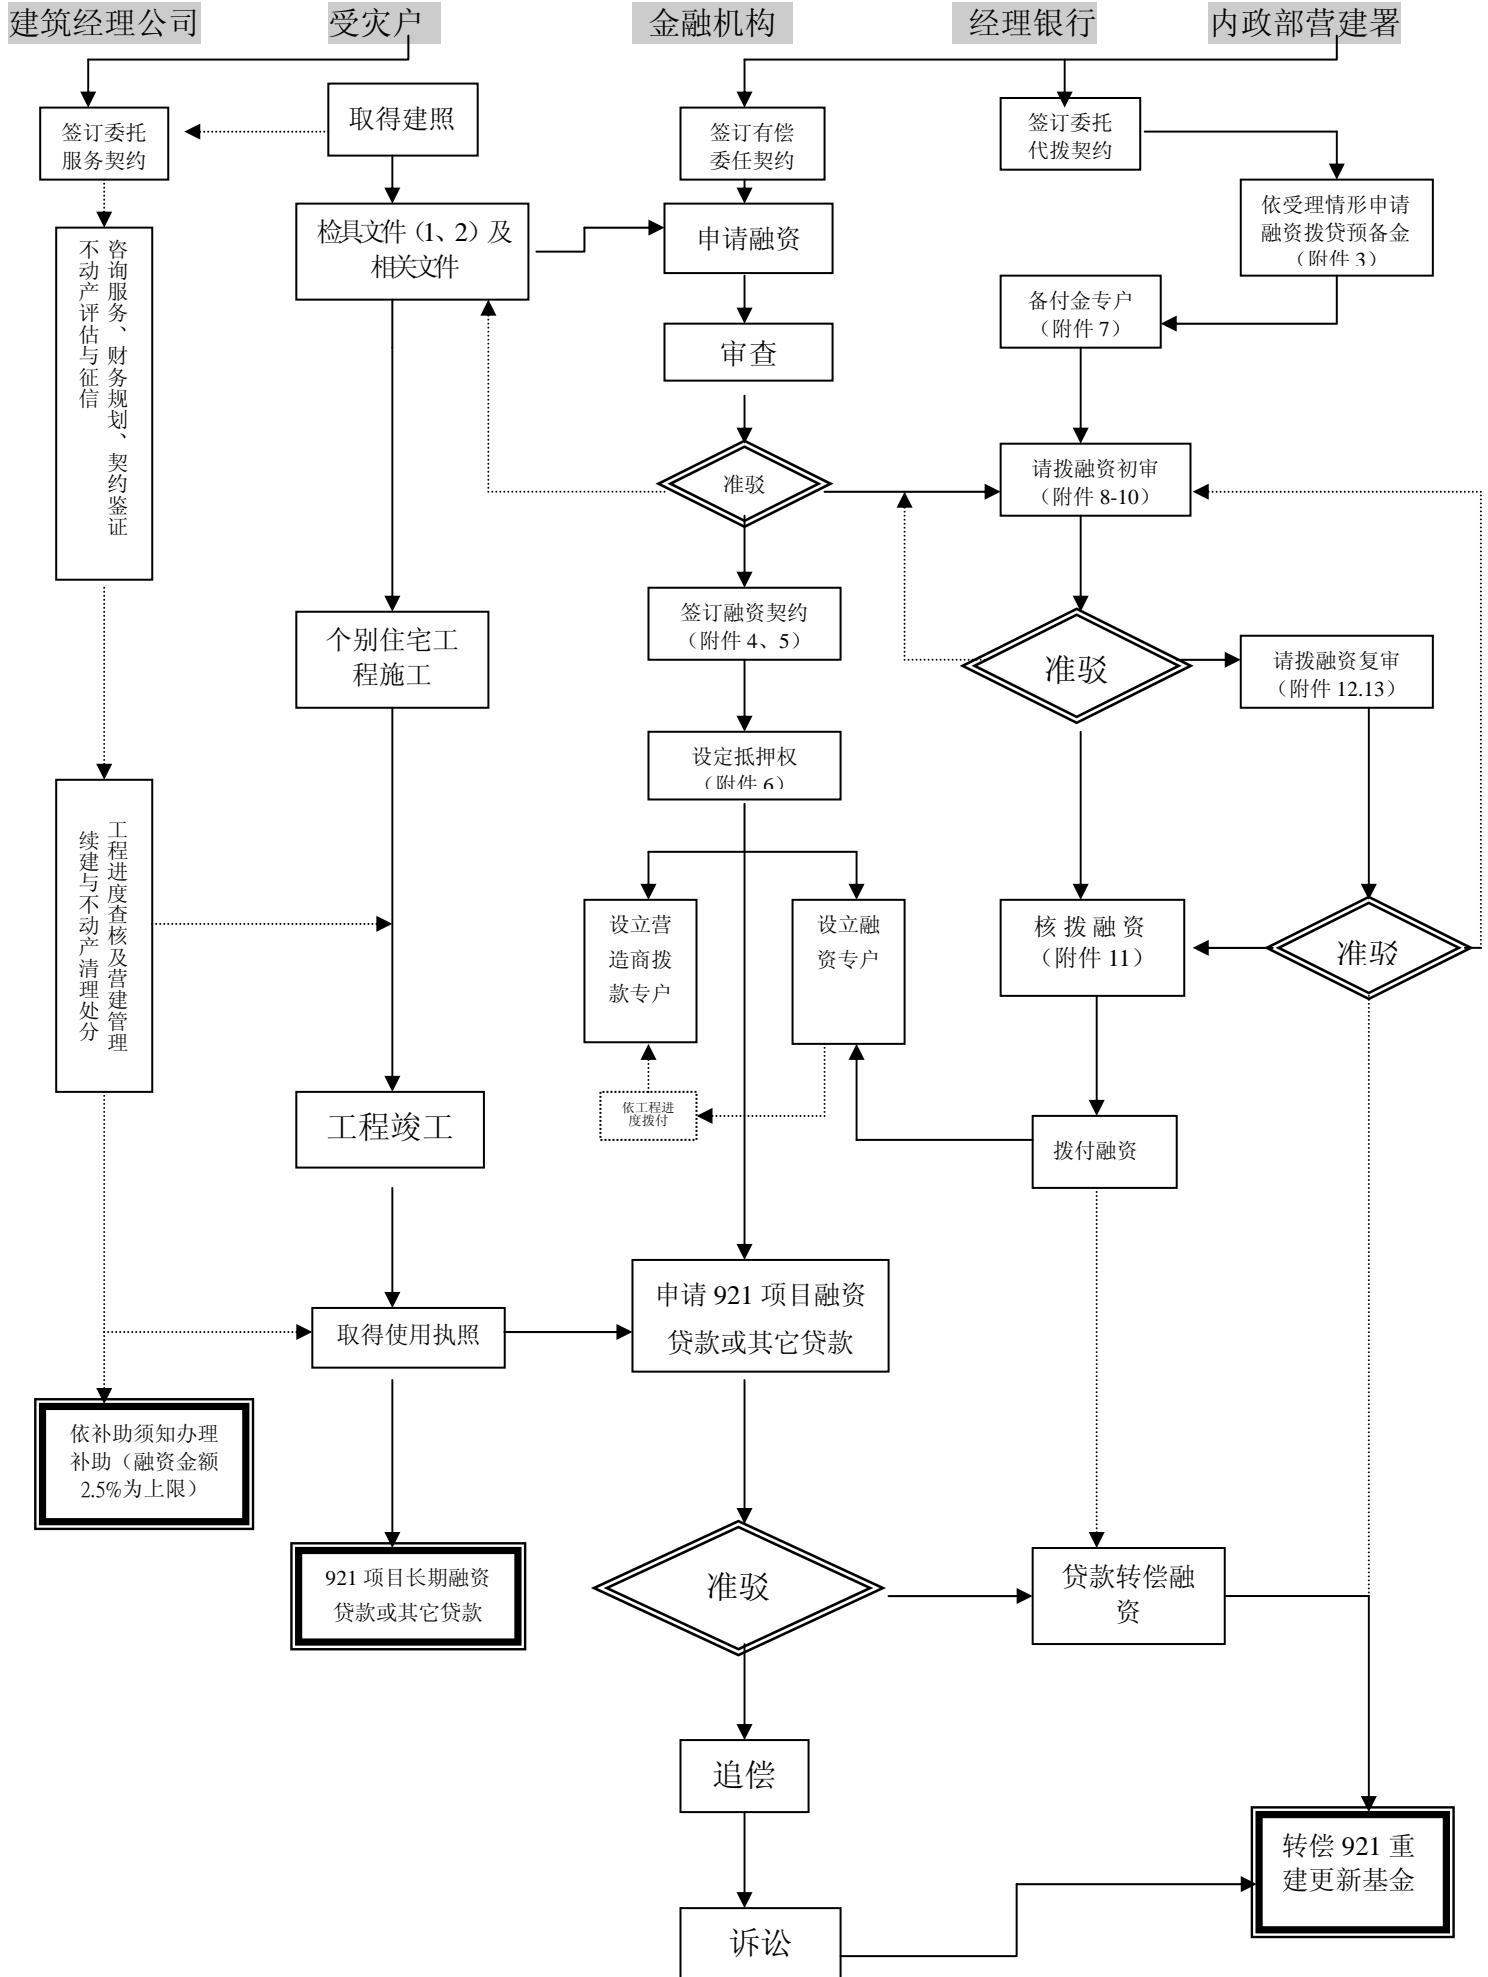 建筑经理公司
受灾户
金融机构
经理银行
内政部营建署
取得建照
签订委托
服务契约
签订有偿
委任契约
签订委托
代拨契约
依受理情形申请
融资拨贷预备金
（附件 3）
检具文件（1、2）及
相关文件
申请融资
咨询服务、财务规划、契约鉴证
不动产评估与征信
备付金专户
（附件 7）
审查
准驳
请拨融资初审
（附件 8-10）
签订融资契约
（附件 4、5）
个别住宅工
程施工
准驳
请拨融资复审
（附件 12.13）
设定抵押权
（附件 6）
工程进度查核及营建管理
续建与不动产清理处分
设立营
造商拨
款专户
设立融
资专户
核 拨 融 资
（附件 11）
准驳
工程竣工
依工程进
度拨付
拨付融资
取得使用执照
申请 921 项目融资
贷款或其它贷款
依补助须知办理
补助（融资金额
2.5%为上限）
921 项目长期融资
贷款或其它贷款
准驳
贷款转偿融
资
追偿
转偿 921 重
建更新基金
诉讼